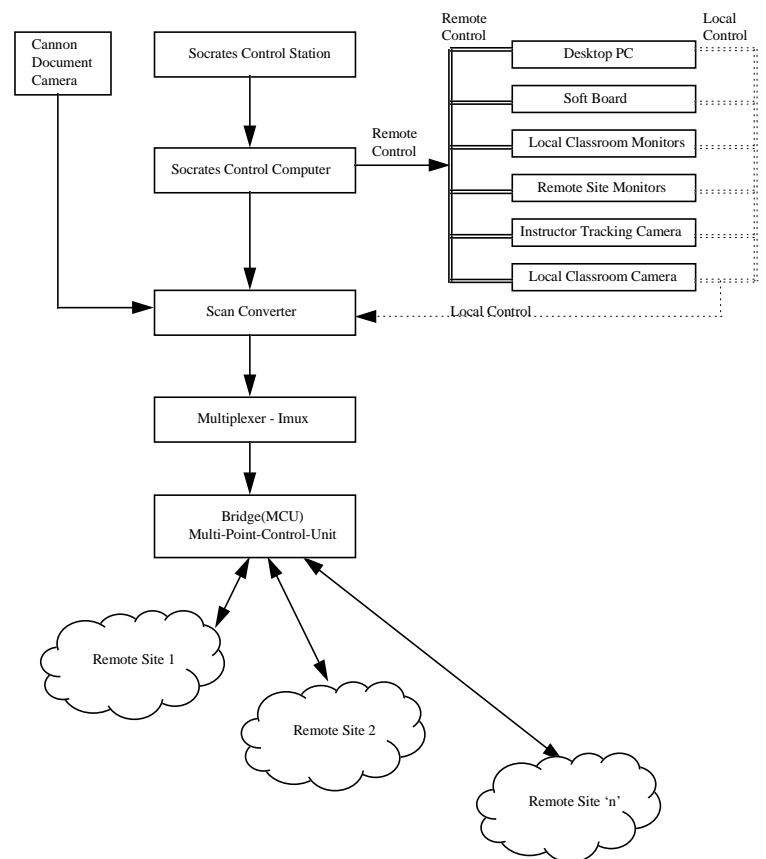 Cannon
Document
Camera
Socrates Control Station
Remote
Control
Local
Control
Desktop PC
Soft Board
Remote
Control
Local Classroom Monitors
Socrates Control Computer
Remote Site Monitors
Instructor Tracking Camera
Local Classroom Camera
Scan Converter
Local Control
Multiplexer - Imux
Bridge(MCU)
Multi-Point-Control-Unit
Remote Site 1
Remote Site 2
Remote Site ‘n’